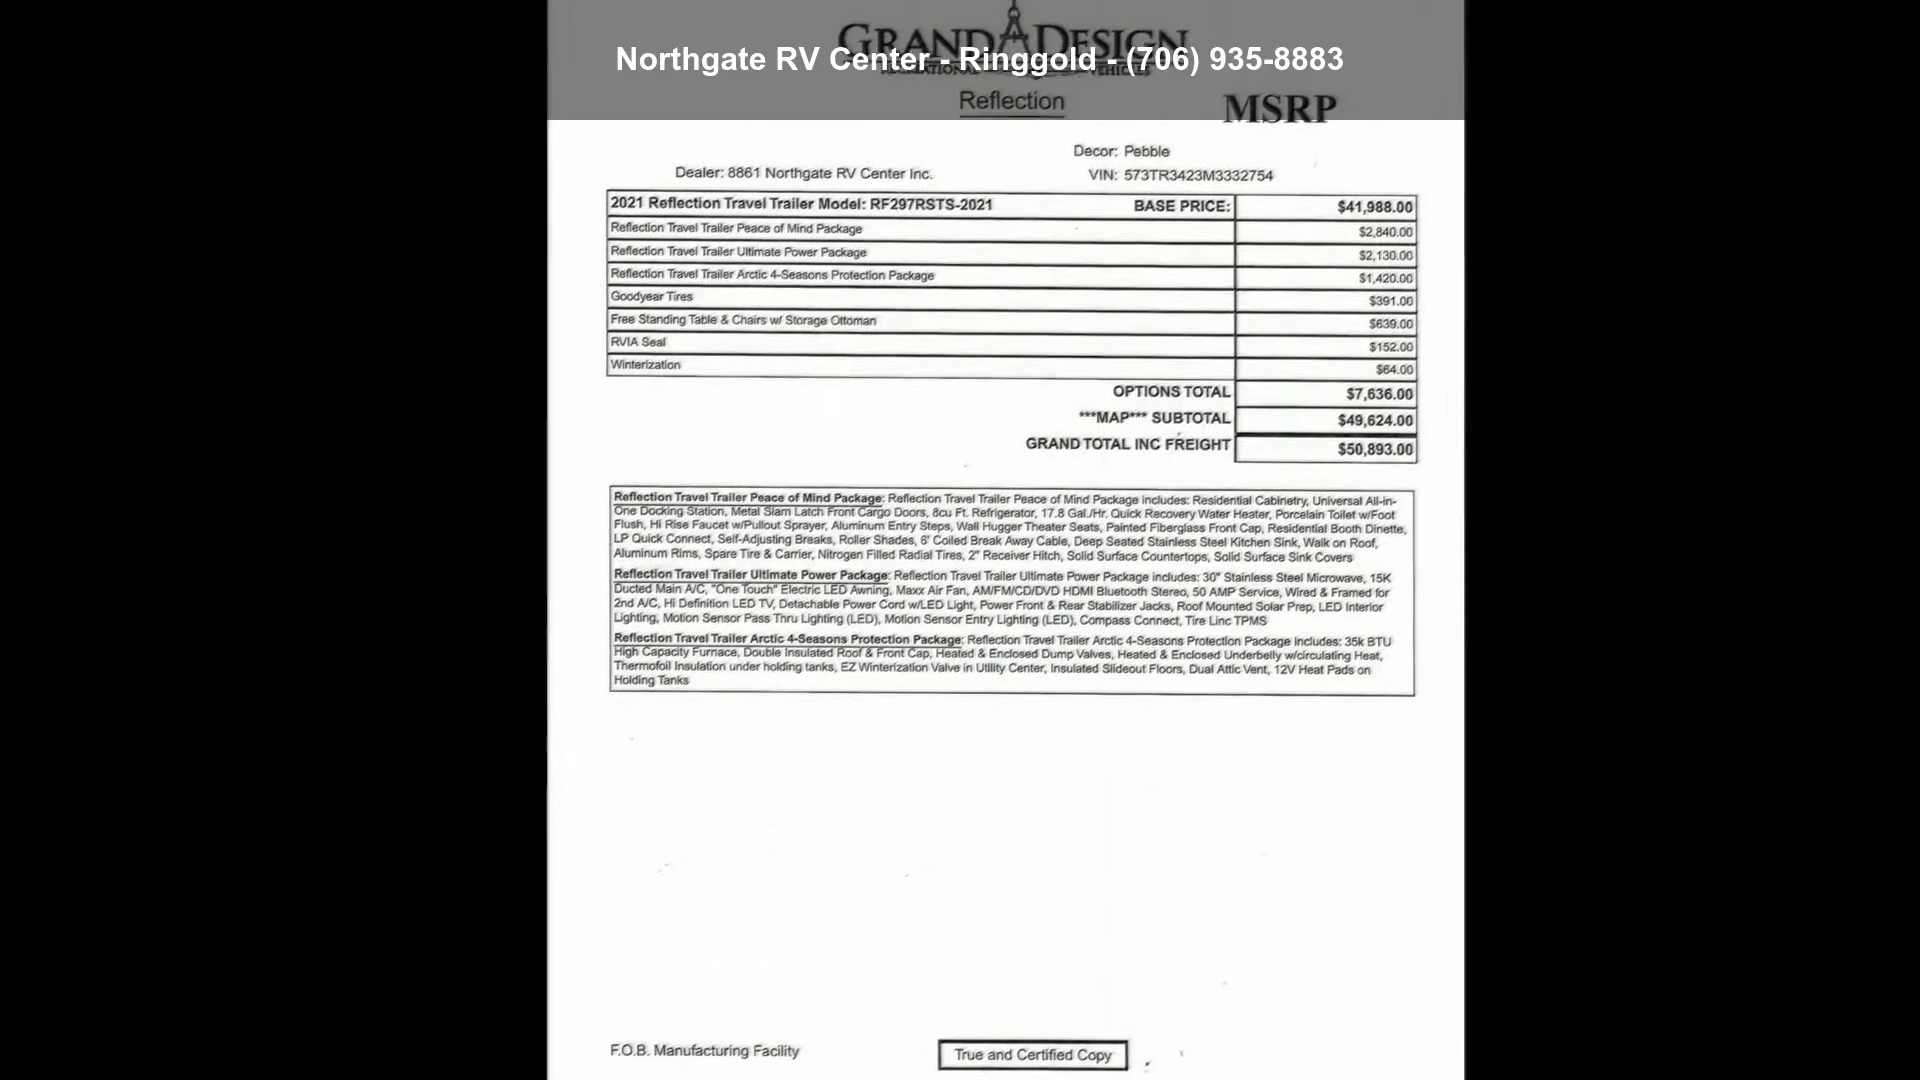 GRAND DESIGN
Northgate RV Center - Ringgold - (706) 935-8883
RECREATIONAL VEHICLES
Reflection
MSRP
Decor: Pebble
Dealer: 8861 Northgate RV Center Inc.
VIN: 573TR3423M3332754
2021 Reflection Travel Trailer Model: RF297RSTS-2021 BASE PRICE: $41,988.00
Reflection Travel Trailer Peace of Mind Package $2,840.00
Reflection Travel Trailer Ultimate Power Package $2,130.00
Reflection Travel Trailer Arctic 4-Seasons Protection Package $1,420.00
Goodyear Tires $391.00
Free Standing Table & Chairs w/ Storage Ottoman $639.00
RVIA Seal $152.00
Winterization $64.00
OPTIONS TOTAL $7,636.00
***MAP*** SUBTOTAL $49,624.00
GRAND TOTAL INC FREIGHT $50,893.00
Reflection Travel Trailer Peace of Mind Package: Reflection Travel Trailer Peace of Mind Package includes: Residential Cabinetry, Universal All-in-
One Docking Station, Metal Slam Latch Front Cargo Doors, 8cu Ft. Refrigerator, 17.8 Gal./Hr. Quick Recovery Water Heater, Porcelain Toilet w/Foot
Flush, Hi Rise Faucet w/Pullout Sprayer, Aluminum Entry Steps, Wall Hugger Theater Seats, Painted Fiberglass Front Cap, Residential Booth Dinette,
LP Quick Connect, Self-Adjusting Breaks, Roller Shades, 6' Coiled Break Away Cable, Deep Seated Stainless Steel Kitchen Sink, Walk on Roof,
Aluminum Rims, Spare Tire & Carrier, Nitrogen Filled Radial Tires, 2" Receiver Hitch, Solid Surface Countertops, Solid Surface Sink Covers
Reflection Travel Trailer Ultimate Power Package: Reflection Travel Trailer Ultimate Power Package includes: 30" Stainless Steel Microwave, 15K
Ducted Main A/C, "One Touch" Electric LED Awning, Maxx Air Fan, AM/FM/CD/DVD HDMI Bluetooth Stereo, 50 AMP Service, Wired & Framed for
2nd A/C, Hi Definition LED TV, Detachable Power Cord w/LED Light, Power Front & Rear Stabilizer Jacks, Roof Mounted Solar Prep, LED Interior
Lighting, Motion Sensor Pass Thru Lighting (LED), Motion Sensor Entry Lighting (LED), Compass Connect, Tire Linc TPMS
Reflection Travel Trailer Arctic 4-Seasons Protection Package: Reflection Travel Trailer Arctic 4-Seasons Protection Package Includes: 35k BTU
High Capacity Furnace, Double Insulated Roof & Front Cap, Heated & Enclosed Dump Valves, Heated & Enclosed Underbelly w/circulating Heat,
Thermofoil Insulation under holding tanks, EZ Winterization Valve in Utility Center, Insulated Slideout Floors, Dual Attic Vent, 12V Heat Pads on
Holding Tanks
F.O.B. Manufacturing Facility
True and Certified Copy